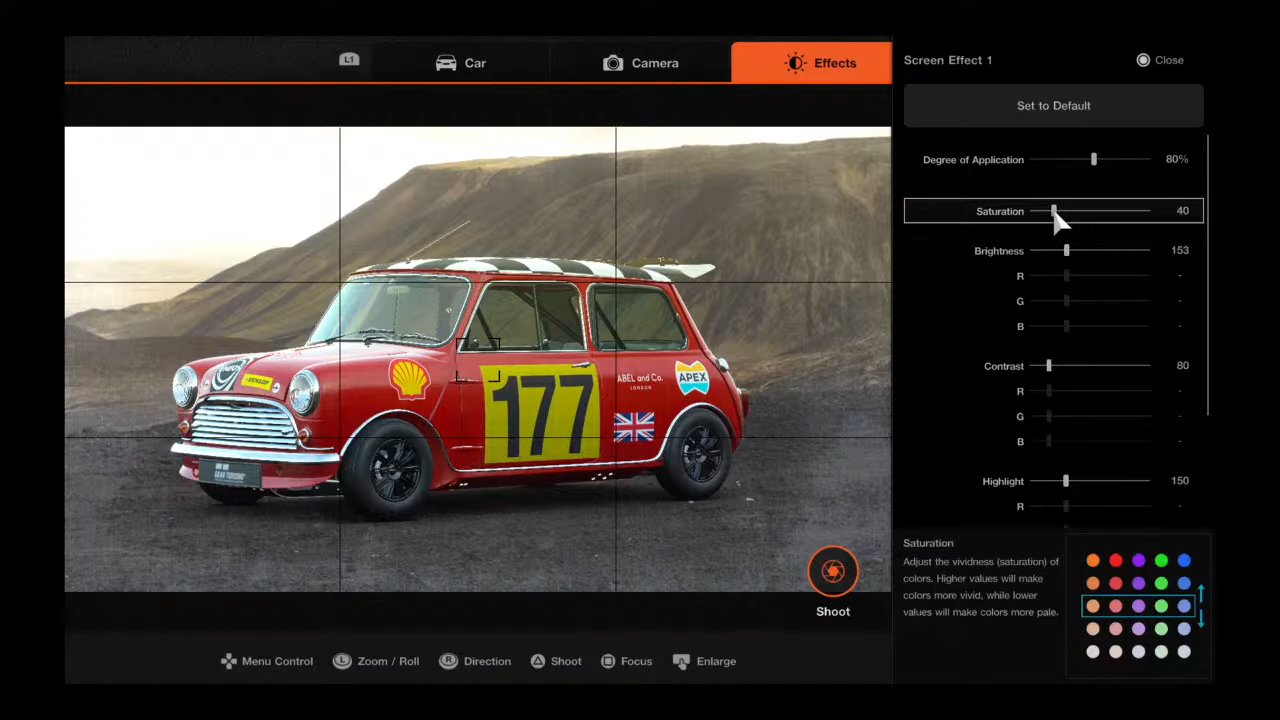 L1
Car
Camera
Effects
Screen Effect 1
Close
Set to Default
Degree of Application 80%
Saturation 40
Brightness 153
R -
G -
B -
Contrast 80
R -
G -
B -
Highlight 150
R -
DUNLOP
GRAN TURISMO
177
ABEL and Co.
LONDON
APEX
Shoot
Saturation
Adjust the vividness (saturation) of
colors. Higher values will make
colors more vivid, while lower
values will make colors more pale.
Menu Control
L Zoom / Roll
R Direction
Shoot
Focus
Enlarge